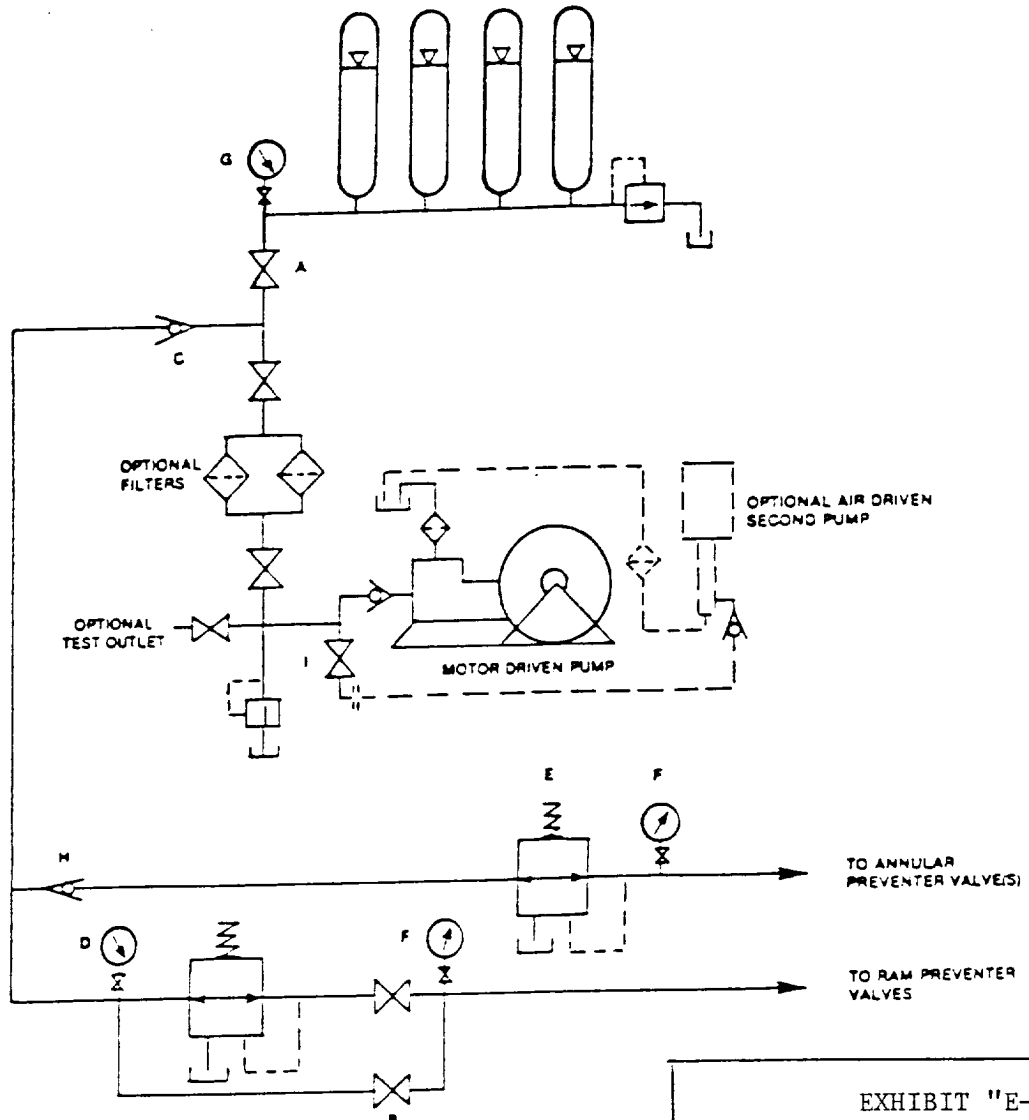 G
A
C
OPTIONAL
FILTERS
OPTIONAL AIR DRIVEN
SECOND PUMP
OPTIONAL
TEST OUTLET
I
MOTOR DRIVEN PUMP
E
F
H
TO ANNULAR
PREVENTER VALVE(S)
D
F
TO RAM PREVENTER
VALVES
EXHIBIT "E-